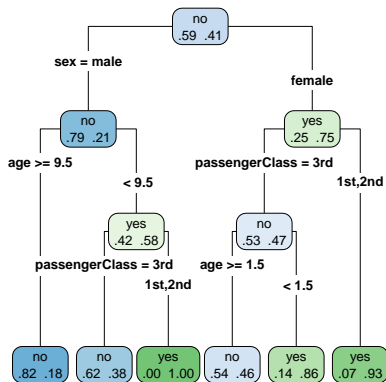 no
.59 .41
sex = male
female
no
.79 .21
yes
.25 .75
age >= 9.5
< 9.5
passengerClass = 3rd
1st,2nd
yes
.42 .58
no
.53 .47
passengerClass = 3rd
1st,2nd
age >= 1.5
< 1.5
no
.82 .18
no
.62 .38
yes
.00 1.00
no
.54 .46
yes
.14 .86
yes
.07 .93